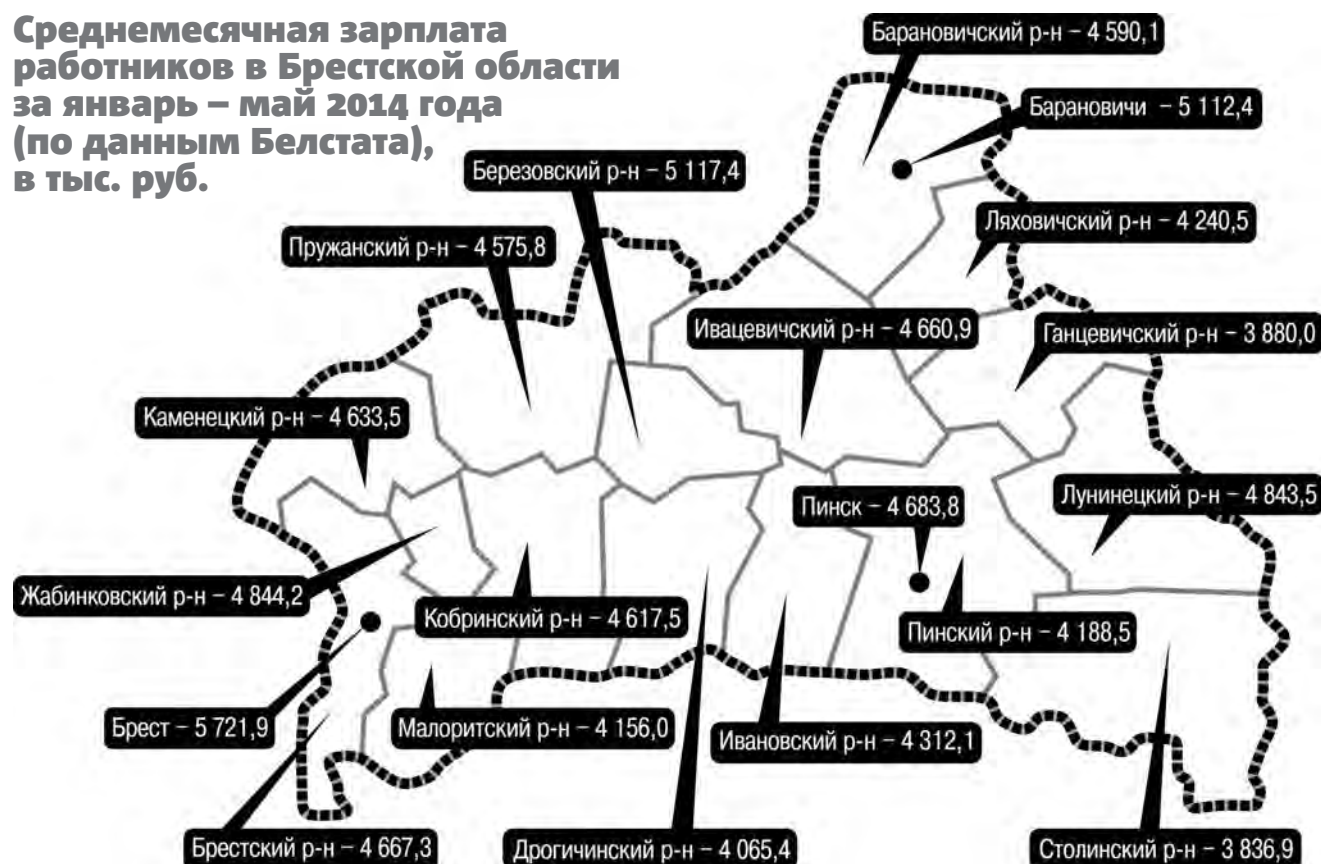 Среднемесячная зарплата
работников в Брестской области
за январь – май 2014 года
(по данным Белстата),
в тыс. руб.
Барановичский р-н – 4 590,1
Барановичи – 5 112,4
Березовский р-н – 5 117,4
Ляховичский р-н – 4 240,5
Пружанский р-н – 4 575,8
Ивацевичский р-н – 4 660,9
Ганцевичский р-н – 3 880,0
Каменецкий р-н – 4 633,5
Пинск – 4 683,8
Лунинецкий р-н – 4 843,5
Жабинковский р-н – 4 844,2
Кобринский р-н – 4 617,5
Пинский р-н – 4 188,5
Брест – 5 721,9
Малоритский р-н – 4 156,0
Ивановский р-н – 4 312,1
Брестский р-н – 4 667,3
Дрогичинский р-н – 4 065,4
Столинский р-н – 3 836,9